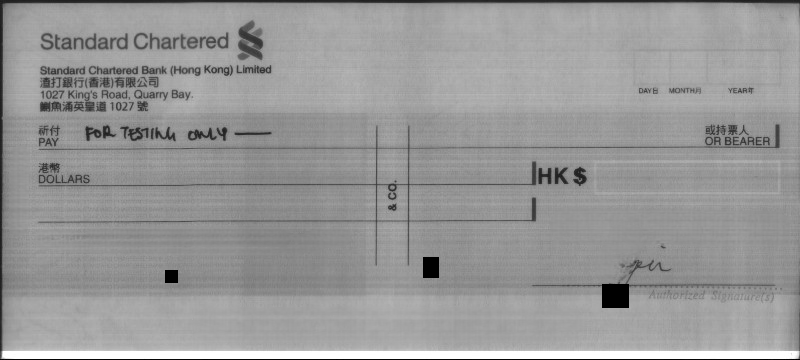 Standard Chartered
Standard Chartered Bank (Hong Kong) Limited
渣打銀行(香港)有限公司
1027 King's Road, Quarry Bay.
鰂魚涌英皇道 1027 號
DAY日 MONTH月 YEAR年
祈付
PAY FOR TESTING ONLY
或持票人
OR BEARER
港幣
DOLLARS
HK $
& CO.
Authorized Signature(s)